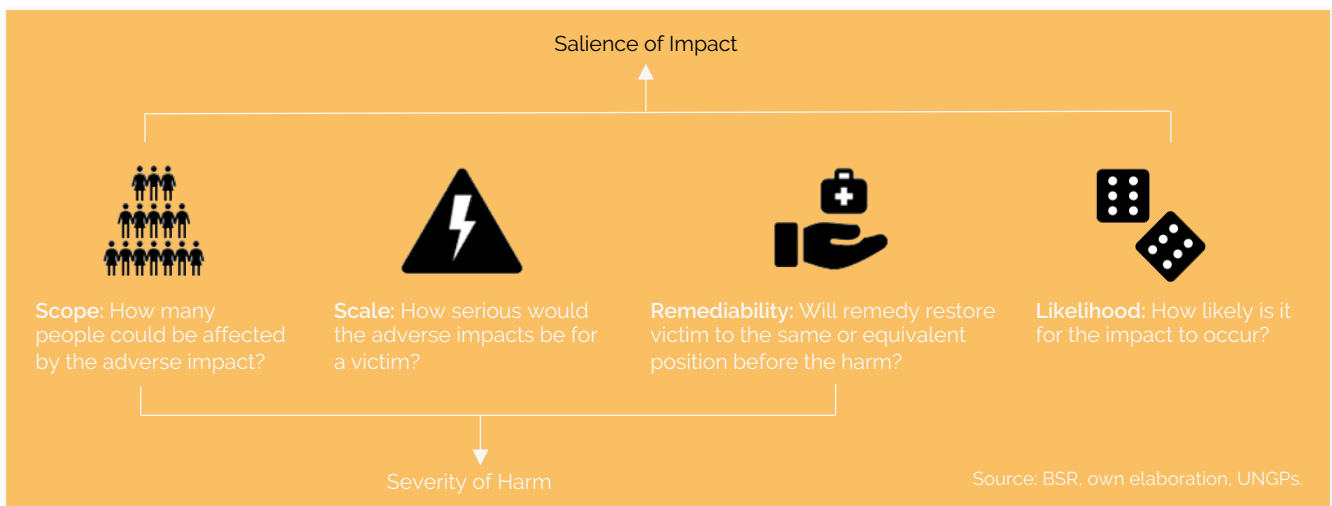 Salience of Impact
Scope: How many
people could be affected
by the adverse impact?
Scale: How serious would
the adverse impacts be for
a victim?
Remediability: Will remedy restore
victim to the same or equivalent
position before the harm?
Likelihood: How likely is it
for the impact to occur?
Severity of Harm
Source: BSR, own elaboration, UNGPs.